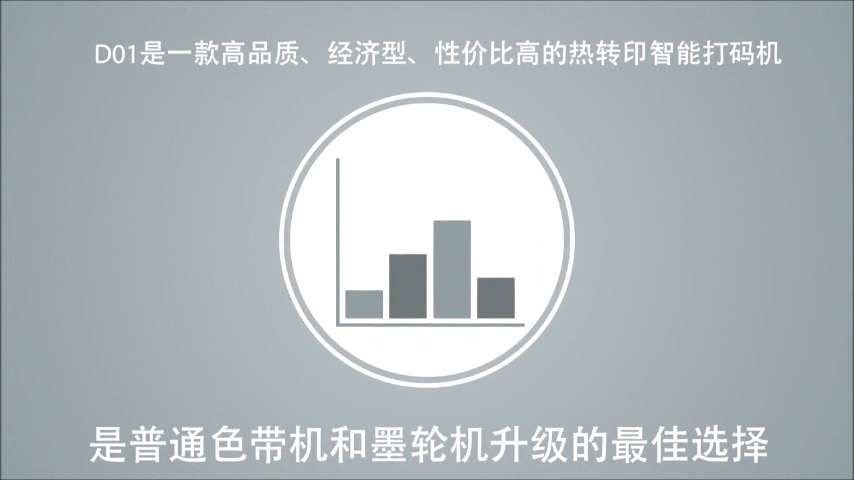 D01是一款高品质、经济型、性价比高的热转印智能打码机
是普通色带机和墨轮机升级的最佳选择